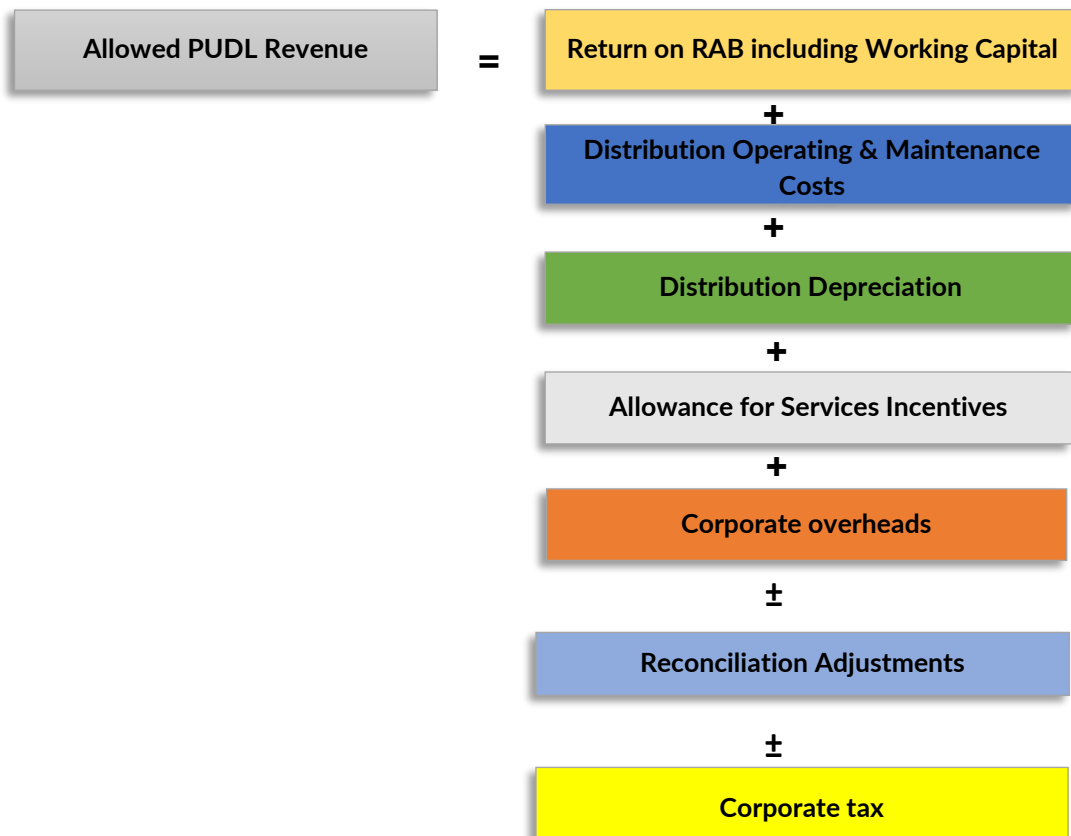 Allowed PUDL Revenue
=
Return on RAB including Working Capital
+
Distribution Operating & Maintenance
Costs
+
Distribution Depreciation
+
Allowance for Services Incentives
+
Corporate overheads
±
Reconciliation Adjustments
±
Corporate tax